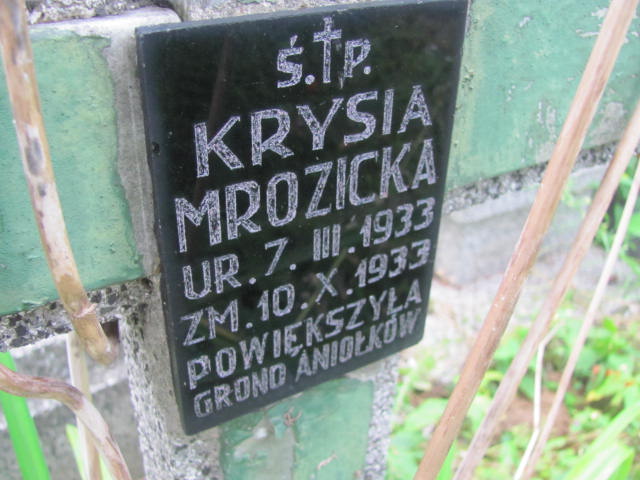 Ś.†P.
KRYSIA
MROZICKA
UR. 7. III. 1933
ZM. 10. X. 1933
POWIĘKSZYŁA
GRONO ANIOŁKÓW